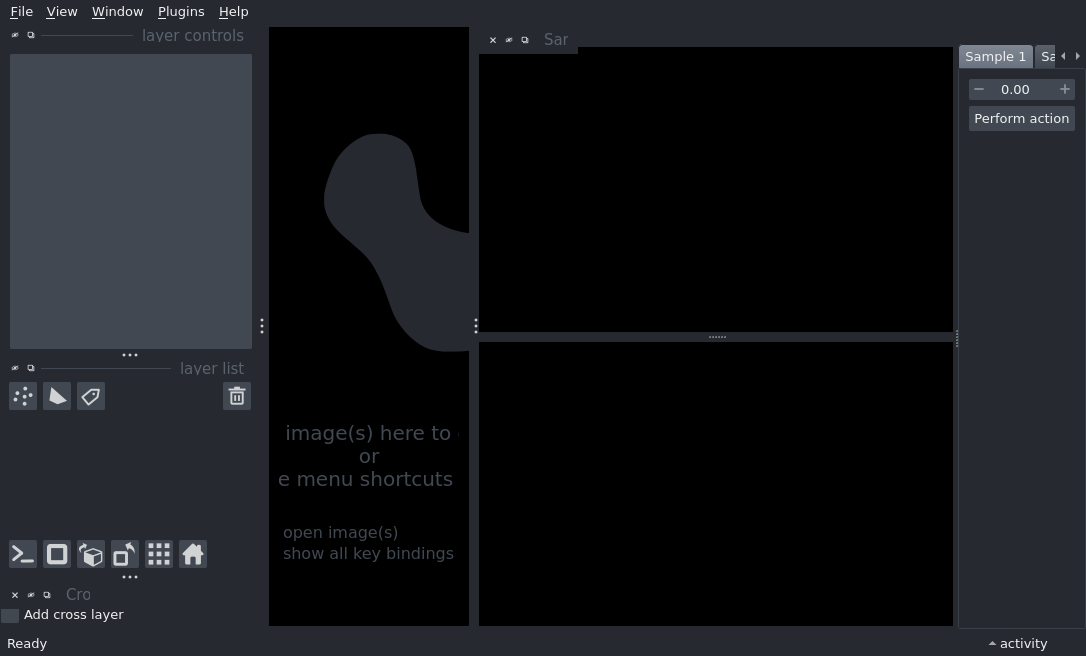 File View Window Plugins Help
layer controls
Sar
Sample 1 Sa
0.00
Perform action
layer list
image(s) here to
or
e menu shortcuts
open image(s)
show all key bindings
Cro
Add cross layer
Ready
activity